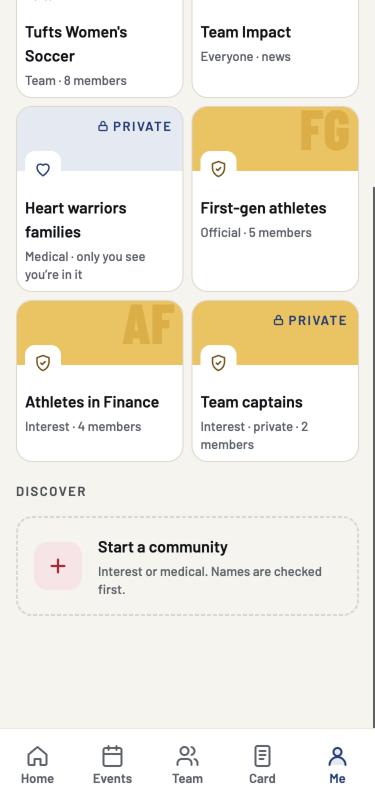 Tufts Women's
Soccer
Team · 8 members
Team Impact
Everyone · news
PRIVATE
Heart warriors
families
Medical · only you see
you're in it
FG
First-gen athletes
Official · 5 members
AF
Athletes in Finance
Interest · 4 members
PRIVATE
Team captains
Interest · private · 2
members
DISCOVER
Start a community
Interest or medical. Names are checked
first.
Home
Events
Team
Card
Me